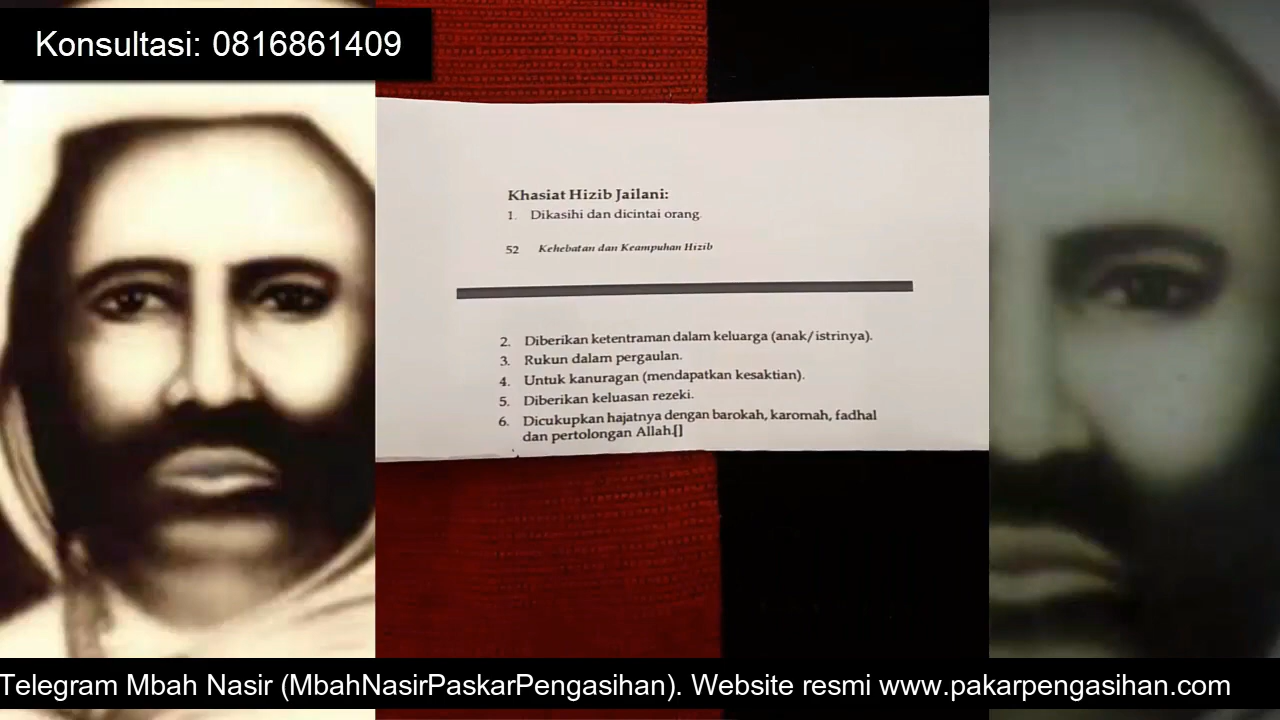 Konsultasi: 0816861409
Khasiat Hizib Jailani:
1. Dikasihi dan dicintai orang.
52 Kehebatan dan Keampuhan Hizib
2. Diberikan ketentraman dalam keluarga (anak/istrinya).
3. Rukun dalam pergaulan.
4. Untuk kanuragan (mendapatkan kesaktian).
5. Diberikan keluasan rezeki.
6. Dicukupkan hajatnya dengan barokah, karomah, fadhal
dan pertolongan Allah.[]
Telegram Mbah Nasir (MbahNasirPaskarPengasihan). Website resmi www.pakarpengasihan.com